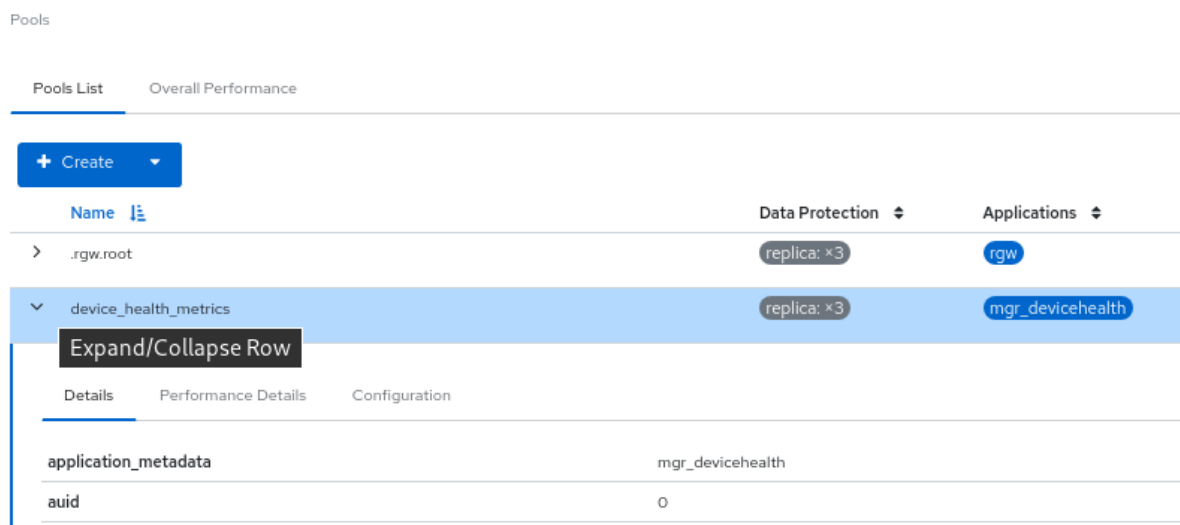 Pools
Pools List Overall Performance
+ Create
Name Data Protection Applications
.rgw.root replica: ×3 rgw
device_health_metrics replica: ×3 mgr_devicehealth
Expand/Collapse Row
Details Performance Details Configuration
application_metadata mgr_devicehealth
auid 0